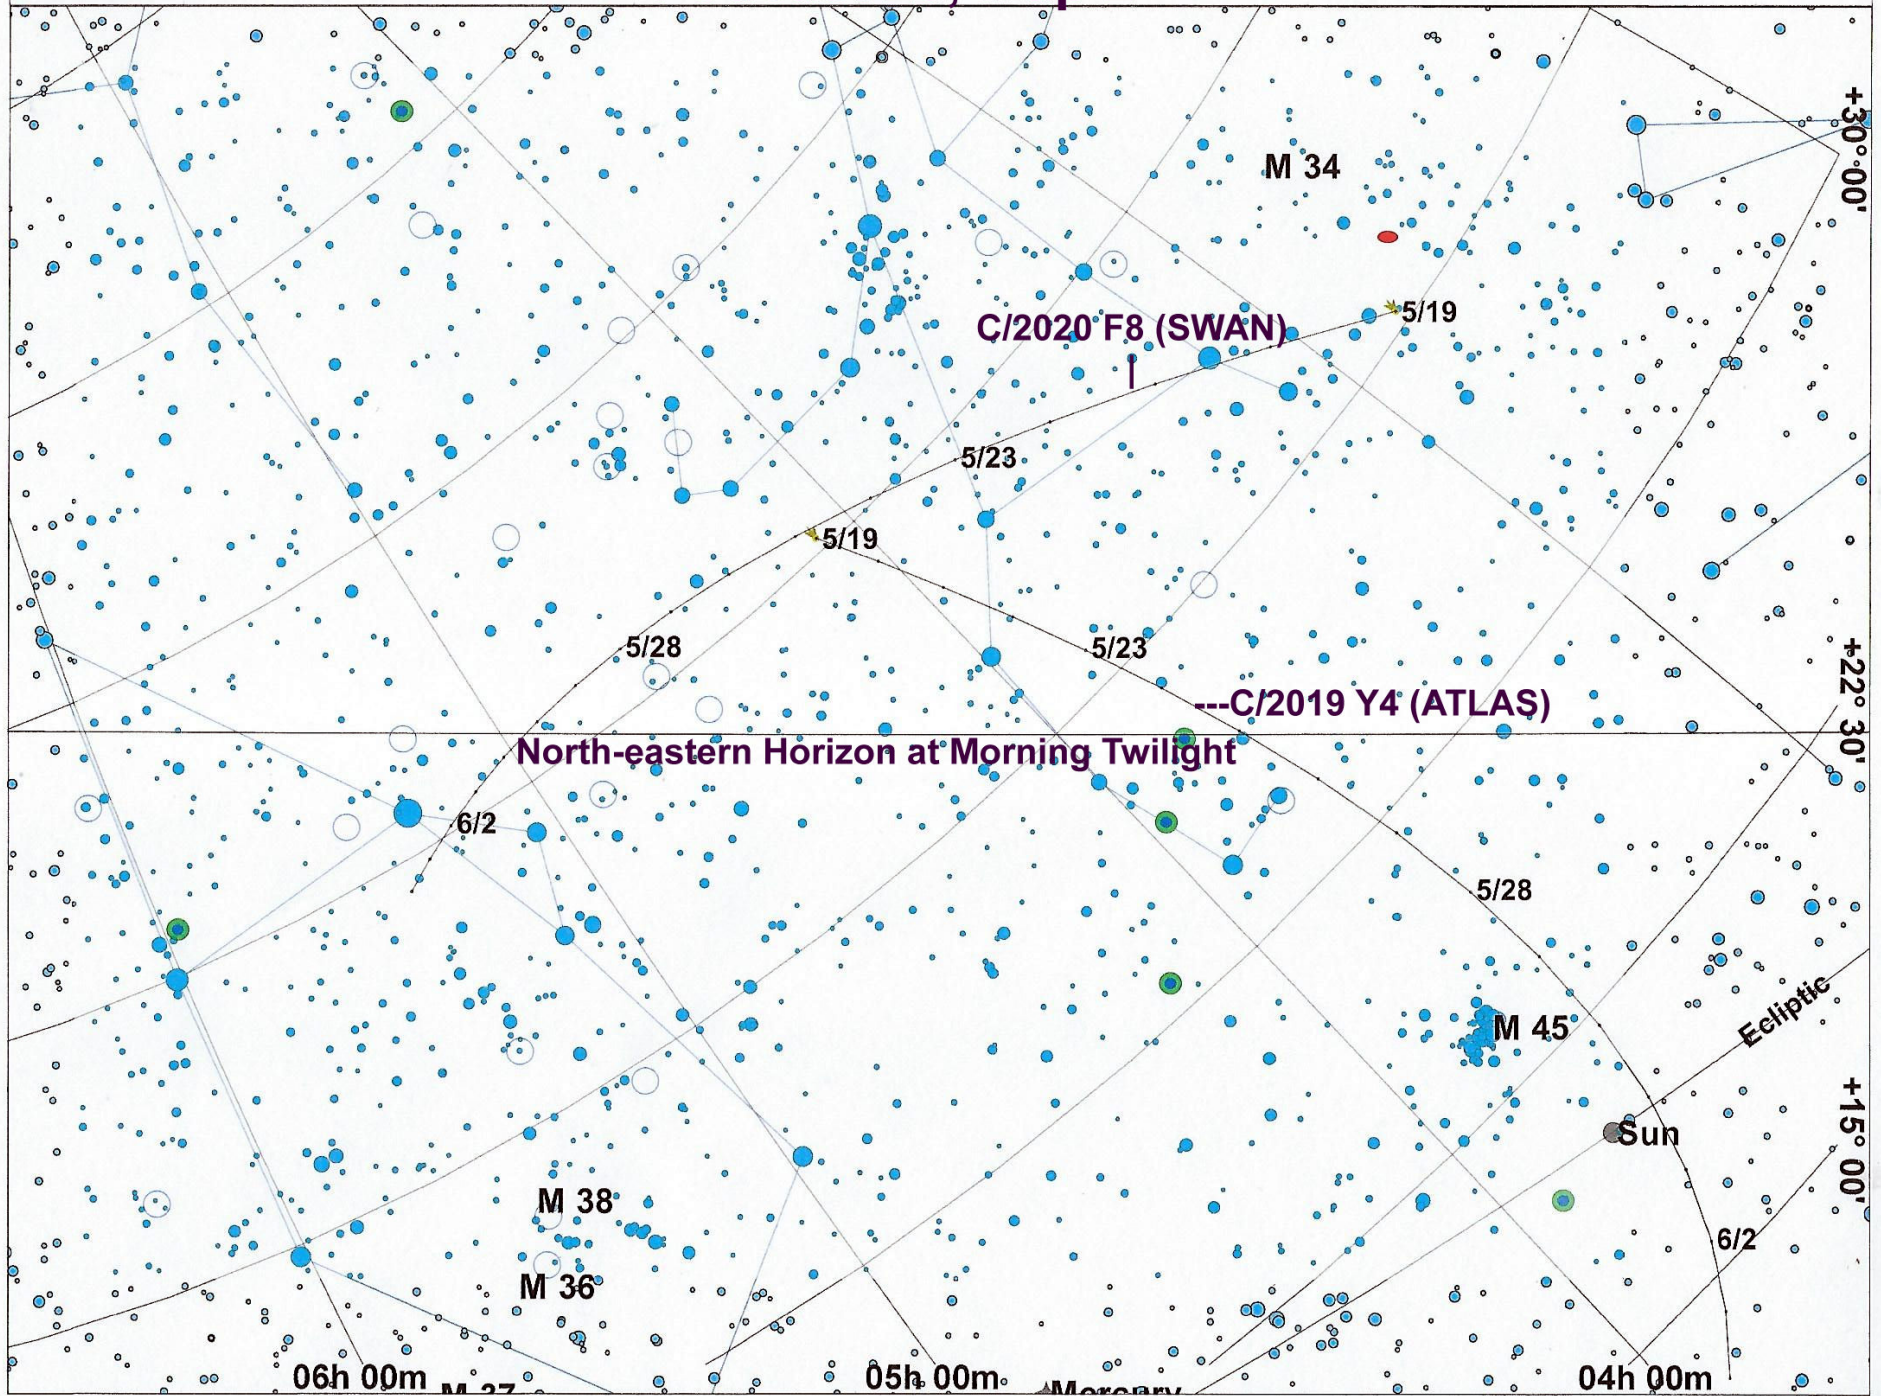 +30°00'
M 34
5/19
C/2020 F8 (SWAN)
5/23
5/19
5/28
5/23
---C/2019 Y4 (ATLAS)
+22° 30'
North-eastern Horizon at Morning Twilight
6/2
5/28
M 45
Ecliptic
Sun
+15° 00'
M 38
6/2
M 36
06h 00m
M 37
05h 00m
Mercury
04h 00m